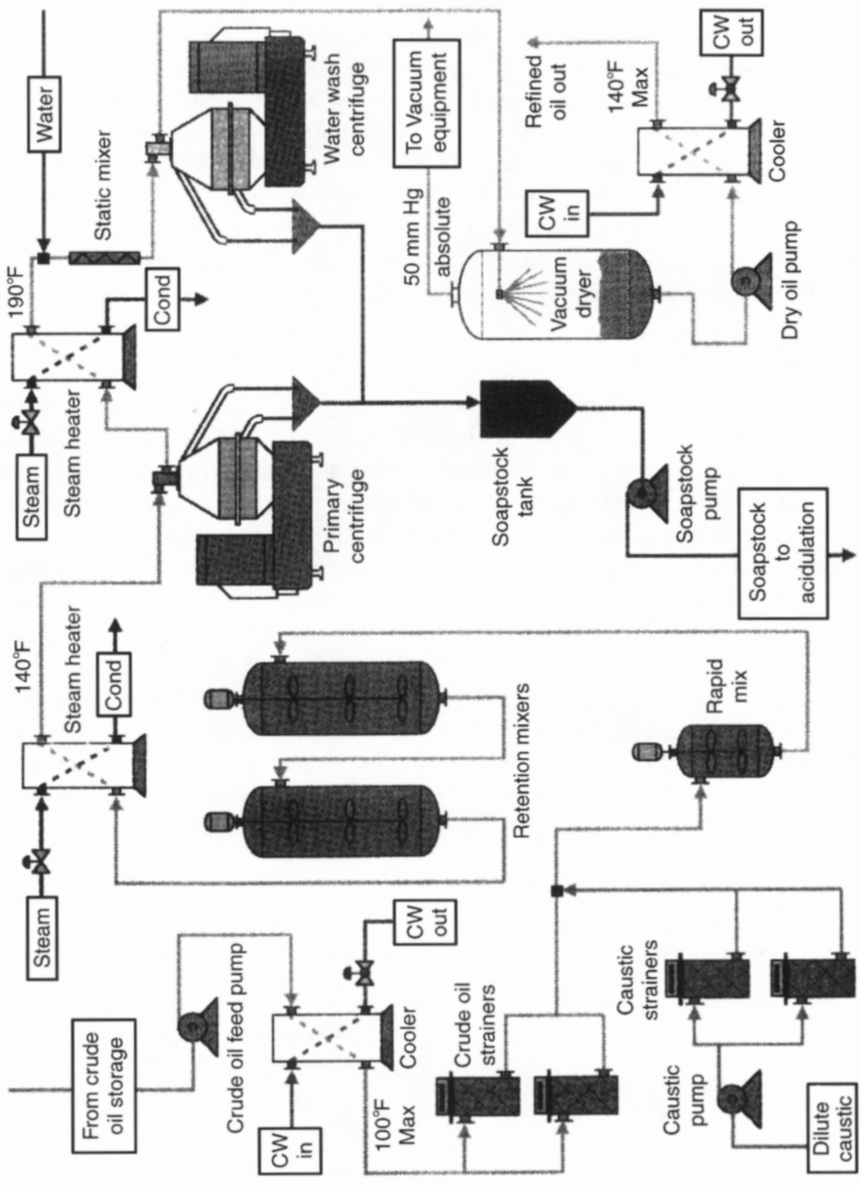 From crude
oil storage
Crude oil feed pump
CW
in
Cooler
CW
out
100°F
Max
Crude oil
strainers
Dilute
caustic
Caustic
pump
Caustic
strainers
Rapid
mix
Retention mixers
Steam
Steam heater
Cond
140°F
Primary
centrifuge
Steam
Steam heater
Cond
190°F
Water
Static mixer
Water wash
centrifuge
Soapstock
tank
Soapstock
pump
Soapstock
to
acidulation
To Vacuum
equipment
50 mm Hg
absolute
Vacuum
dryer
Dry oil pump
CW
in
Cooler
CW
out
140°F
Max
Refined
oil out